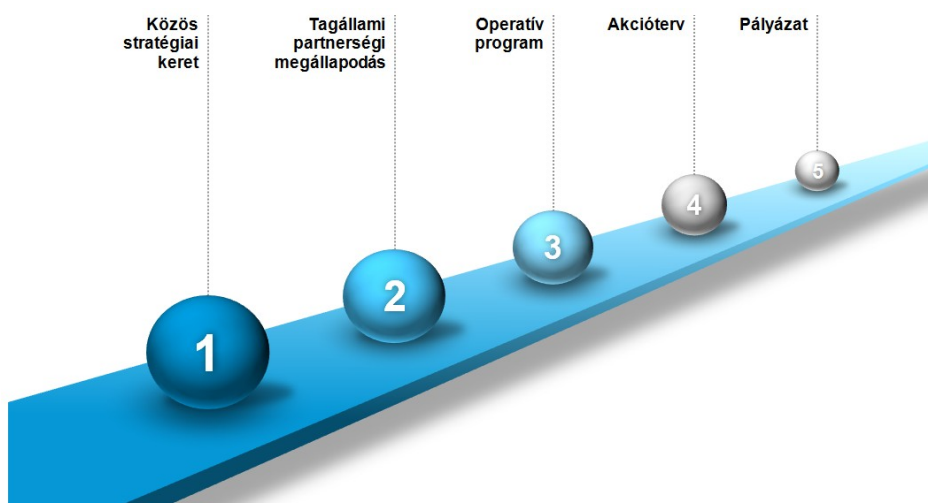 Közös
stratégiai
keret
Tagállami
partnerségi
megállapodás
Operatív
program
Akcióterv
Pályázat
1
2
3
4
5